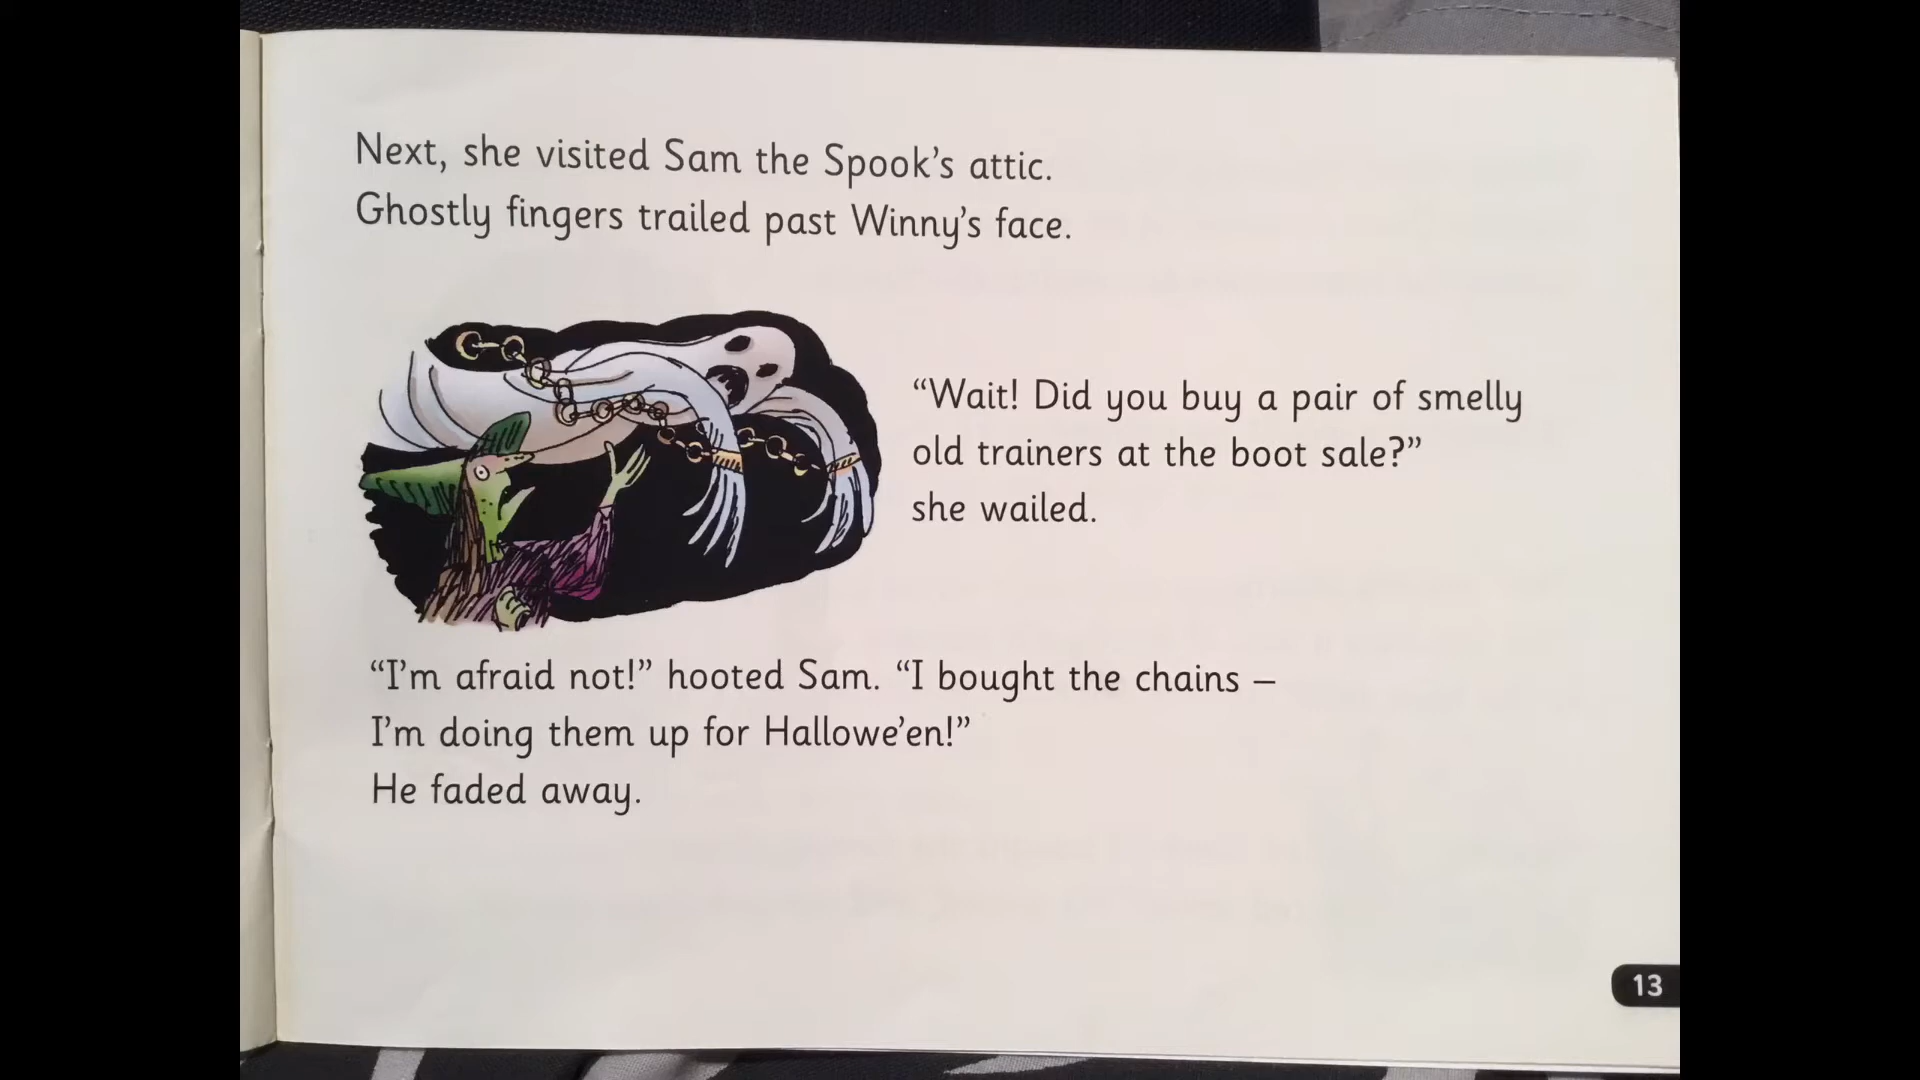 Next, she visited Sam the Spook’s attic.
Ghostly fingers trailed past Winny’s face.
“Wait! Did you buy a pair of smelly
old trainers at the boot sale?”
she wailed.
“I’m afraid not!” hooted Sam. “I bought the chains –
I’m doing them up for Hallowe’en!”
He faded away.
13